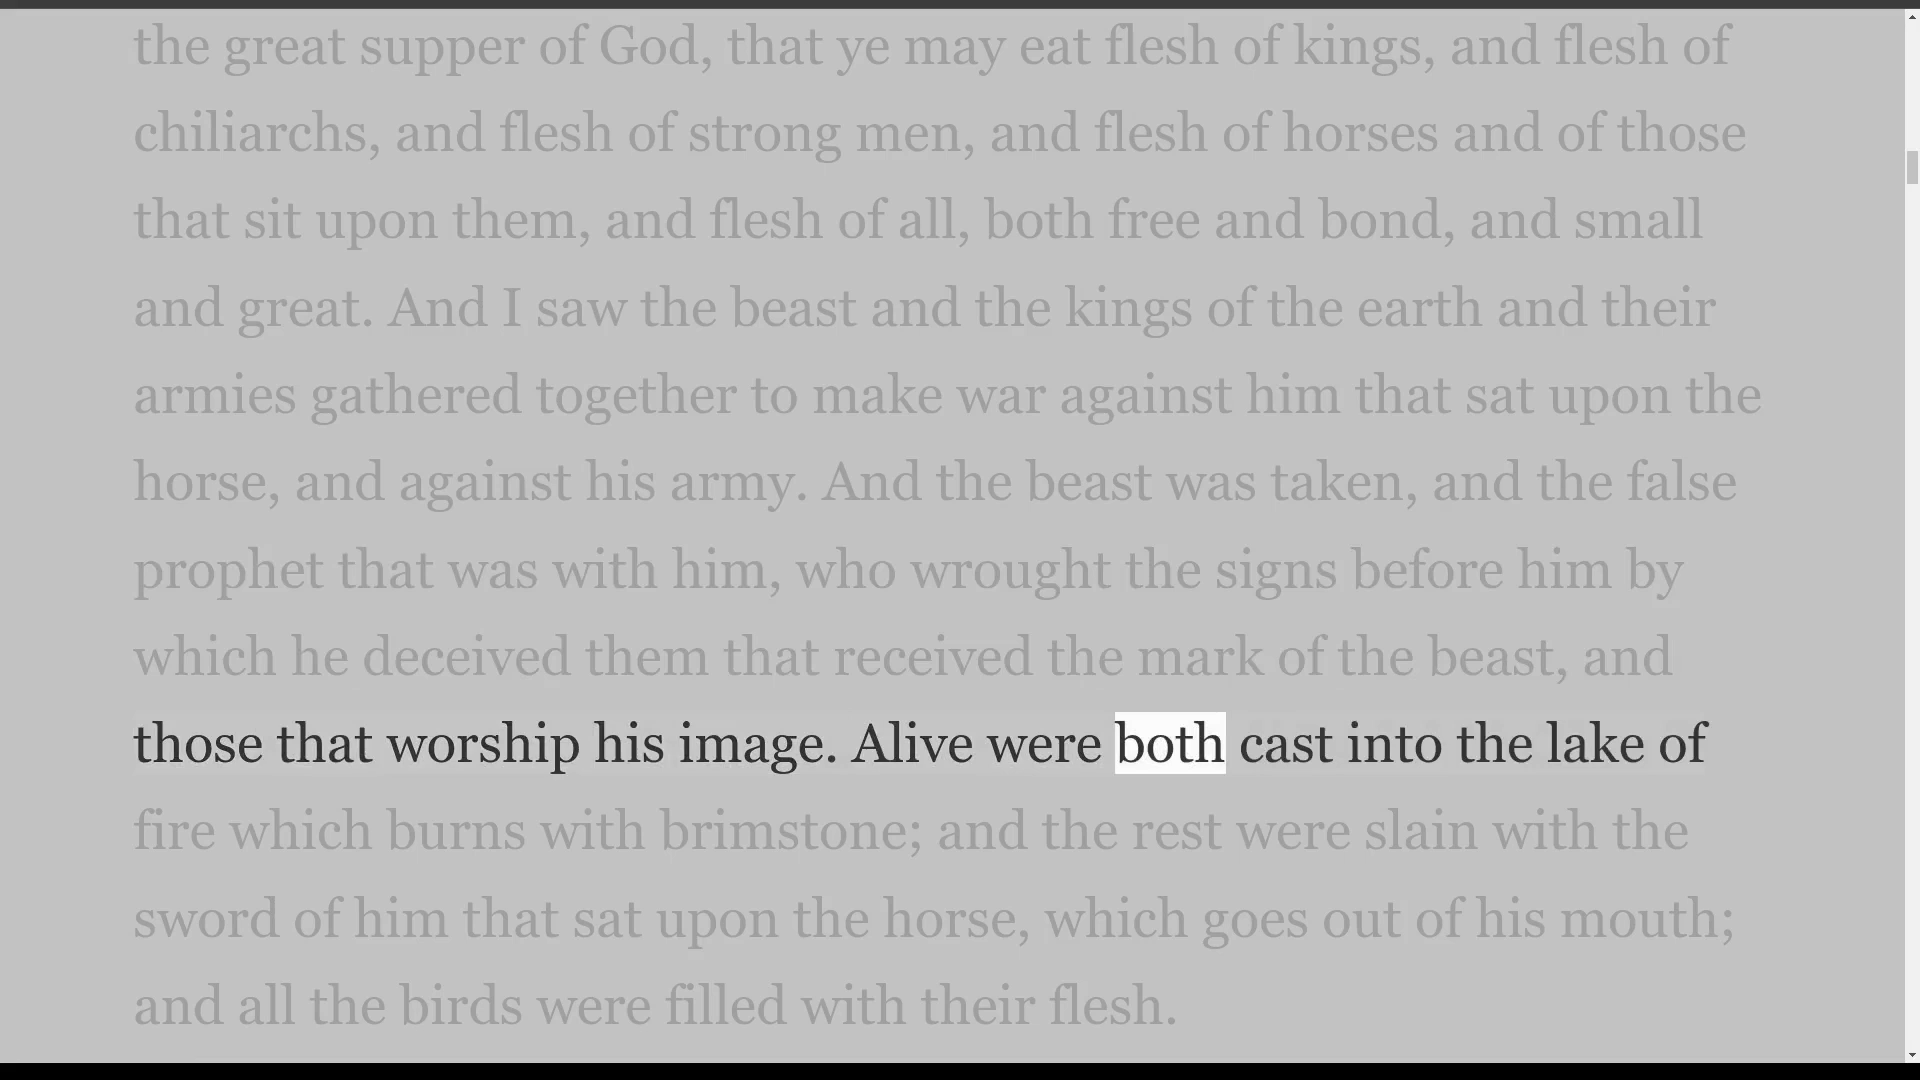 the great supper of God, that ye may eat flesh of kings, and flesh of
chiliarchs, and flesh of strong men, and flesh of horses and of those
that sit upon them, and flesh of all, both free and bond, and small
and great. And I saw the beast and the kings of the earth and their
armies gathered together to make war against him that sat upon the
horse, and against his army. And the beast was taken, and the false
prophet that was with him, who wrought the signs before him by
which he deceived them that received the mark of the beast, and
those that worship his image. Alive were both cast into the lake of
fire which burns with brimstone; and the rest were slain with the
sword of him that sat upon the horse, which goes out of his mouth;
and all the birds were filled with their flesh.